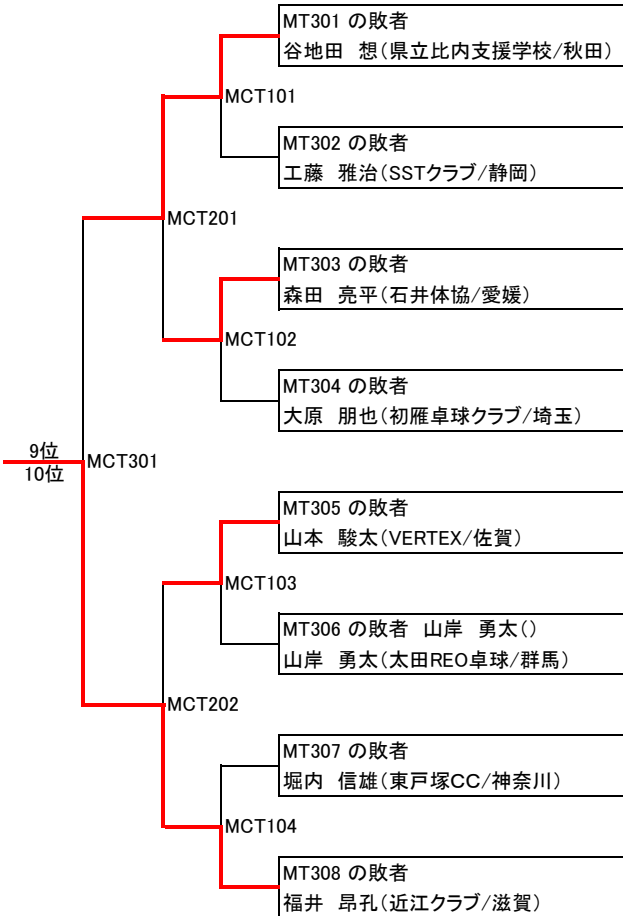 MT301 の敗者
谷地田　想（県立比内支援学校/秋田）
MCT101
MT302 の敗者
工藤　雅治（SSTクラブ/静岡）
MCT201
MT303 の敗者
森田　亮平（石井体協/愛媛）
MCT102
MT304 の敗者
大原　朋也（初雁卓球クラブ/埼玉）
9位
10位
MCT301
MT305 の敗者
山本　駿太（VERTEX/佐賀）
MCT103
MT306 の敗者　山岸　勇太（）
山岸　勇太（太田REO卓球/群馬）
MCT202
MT307 の敗者
堀内　信雄（東戸塚CC/神奈川）
MCT104
MT308 の敗者
福井　昂孔（近江クラブ/滋賀）